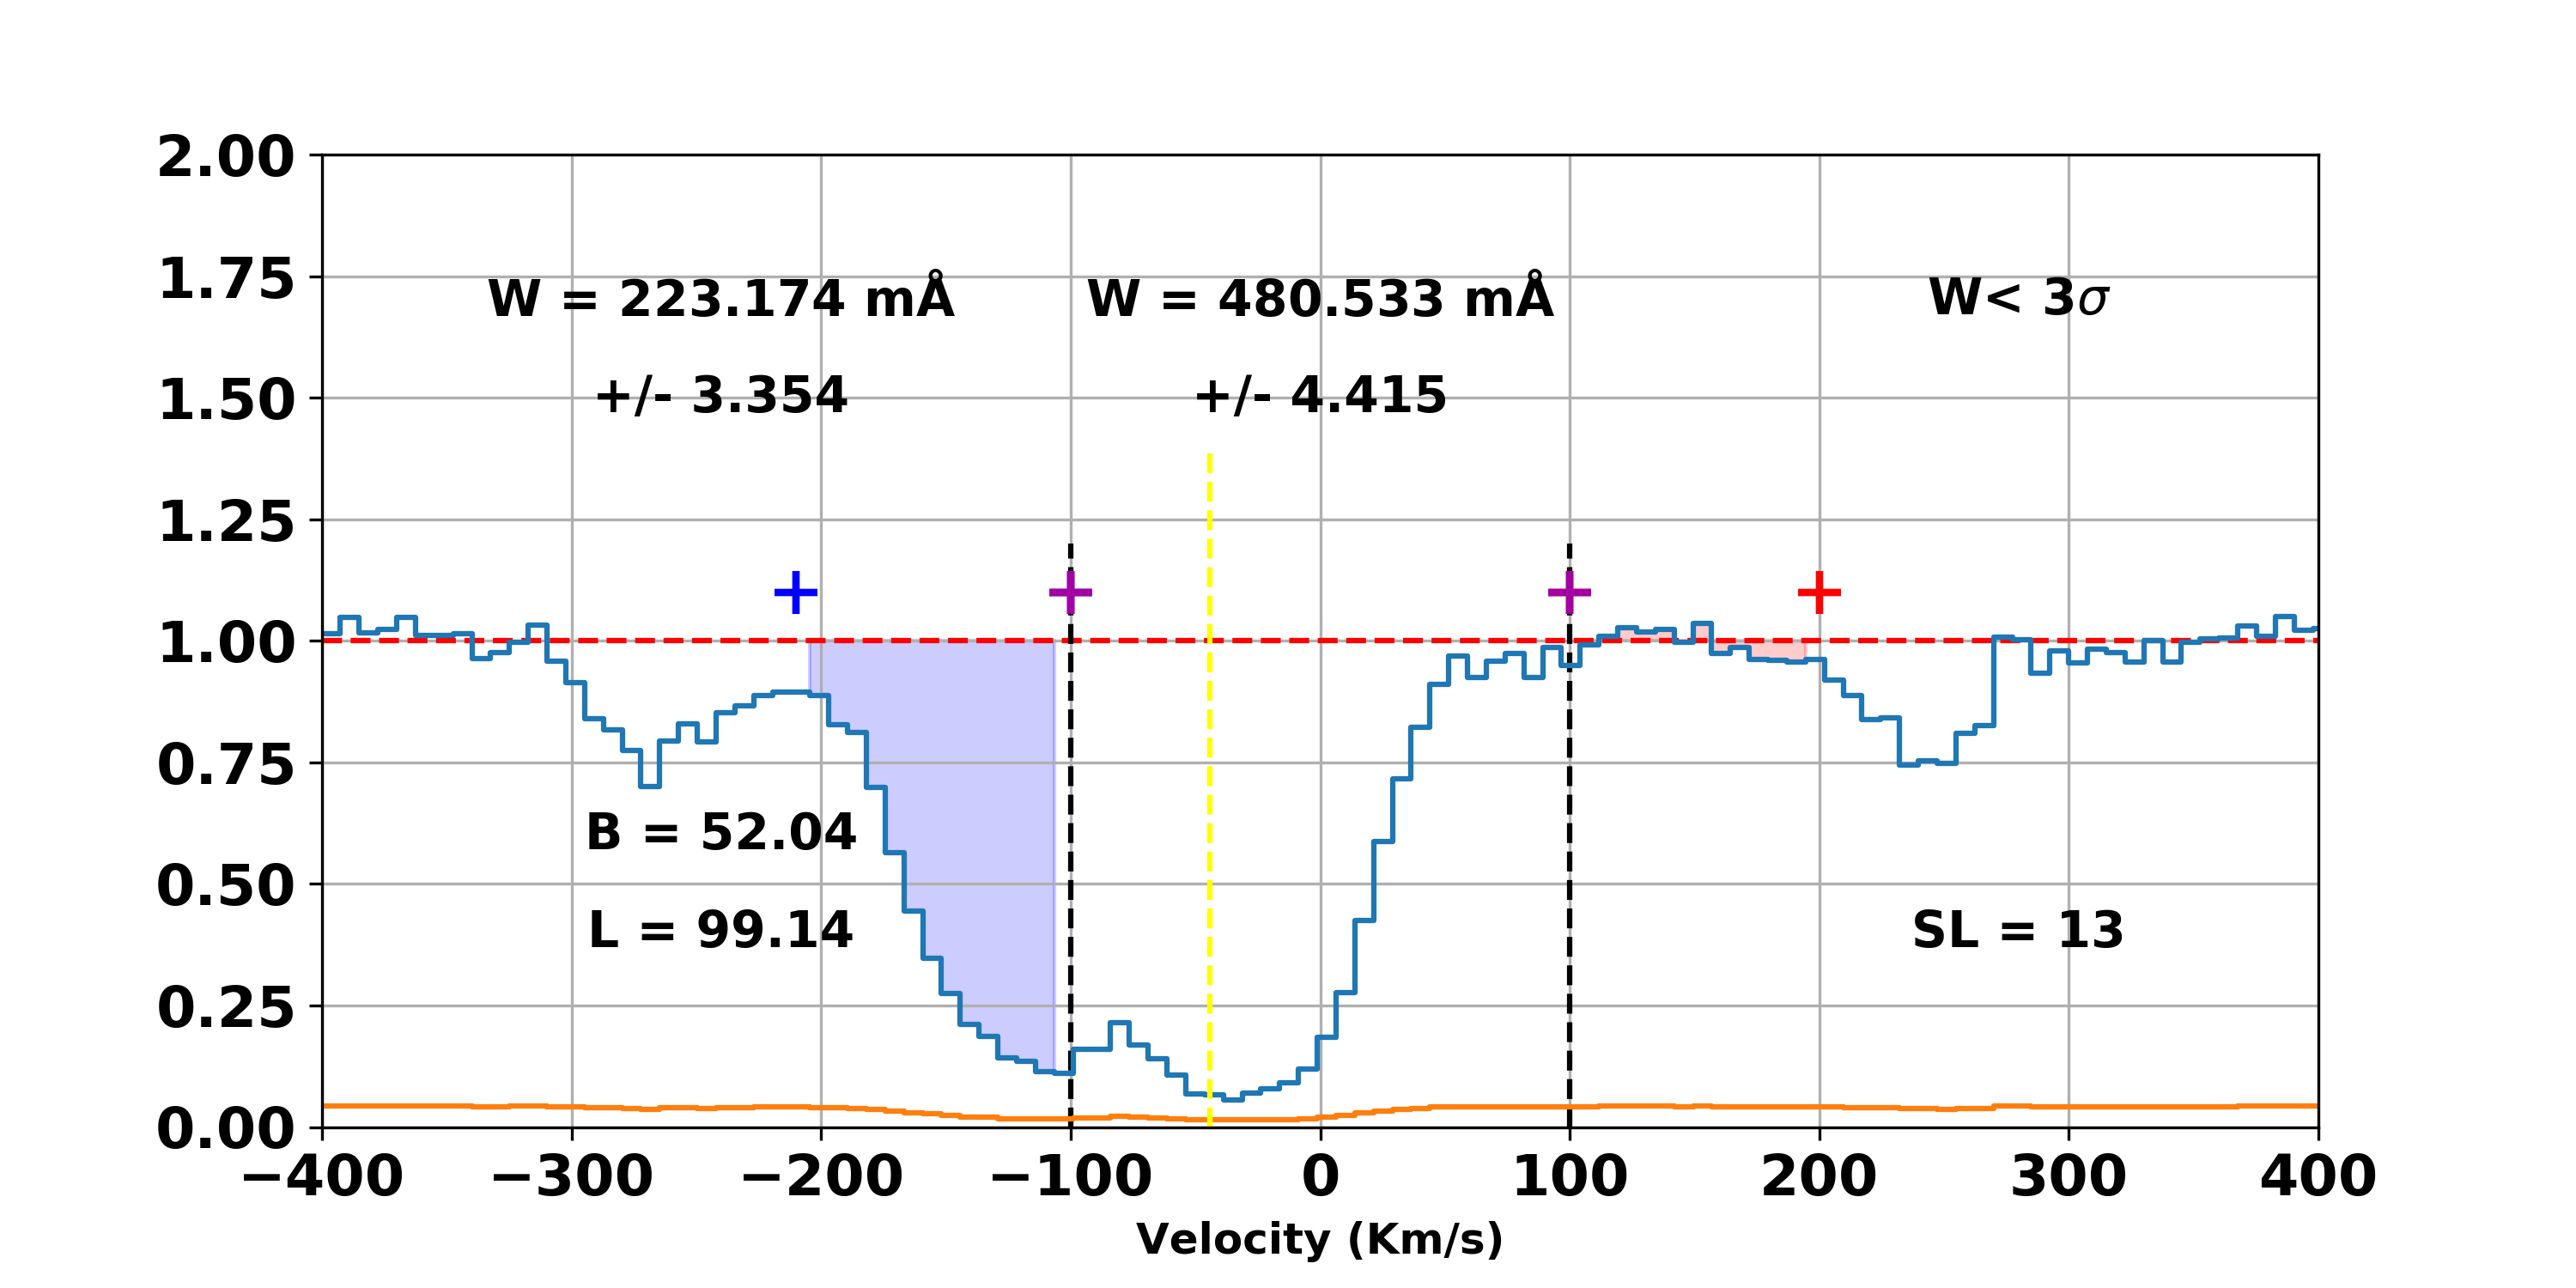 2.00
1.75
W = 223.174 mÅ W = 480.533 mÅ W< 3σ
1.50
+/- 3.354 +/- 4.415
1.25
1.00
0.75
B = 52.04
0.50
L = 99.14 SL = 13
0.25
0.00
−400 −300 −200 −100 0 100 200 300 400
Velocity (Km/s)